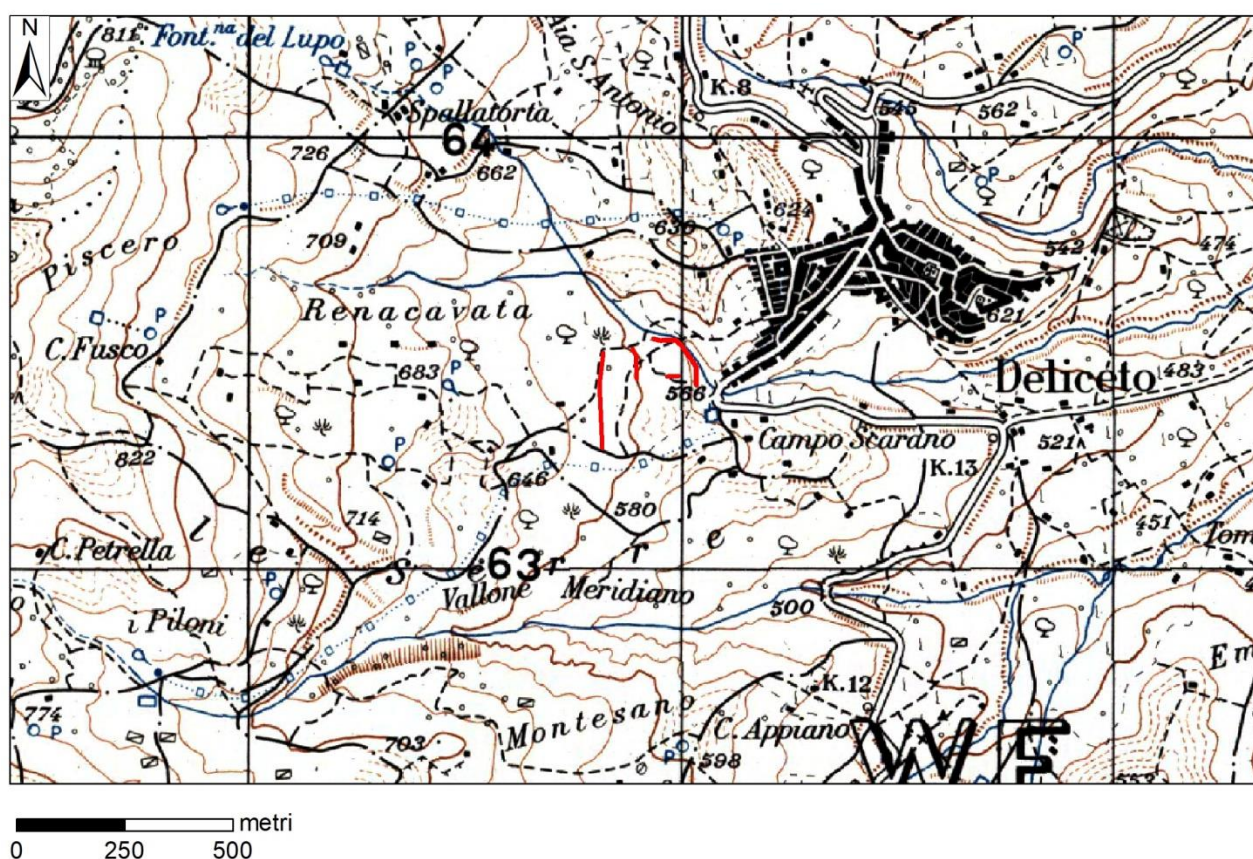 N
811
Font.na del Lupo
P
P
P
Aia S. Antonio
K.8
545
562
Spallatorta
64
726
662
P
624
630
P
709
542
474
Piscero
Renacavata
621
C. Fusco
683
P
566
Deliceto
483
822
P
646
Campo Scarano
521
K.13
580
714
451
C. Petrella
l e S e r r e
63
Vallone Meridiano
500
P
i Piloni
K.12
774
P
703
Montesano
P
598
C. Appiano
W E
metri
0 250 500